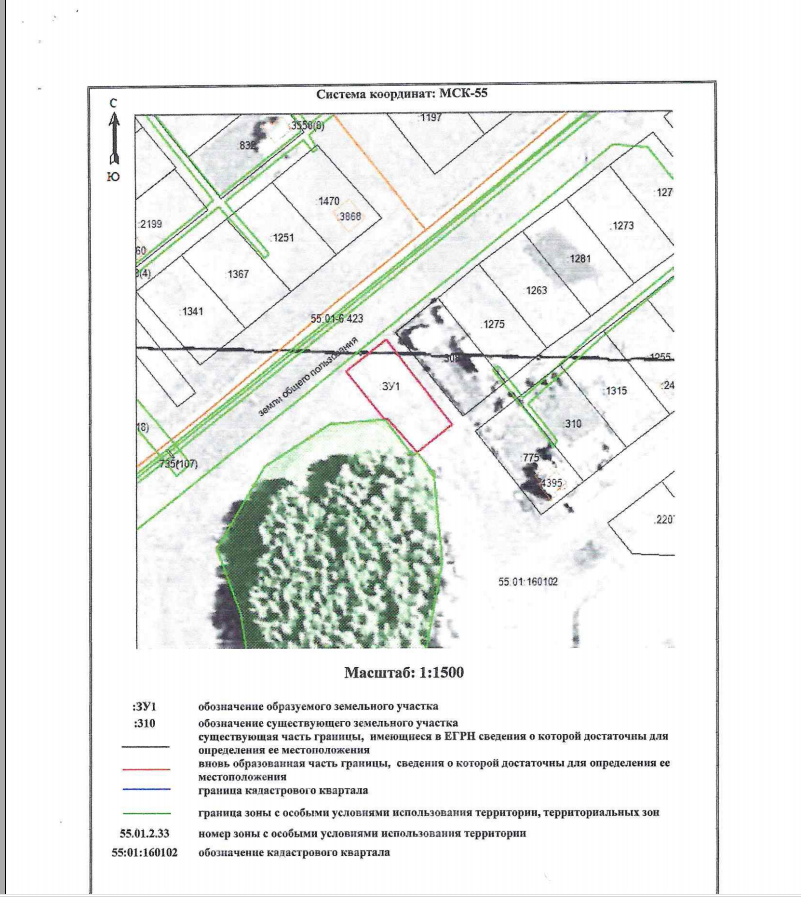 Система координат: МСК-55
С
Ю
:1197
:3550(8)
:832
:127
:1470
:3868
:2199
:1273
:1251
60
:1281
3(4)
:1367
:1263
:1341
55.01-6.423
:1275
земли общего пользования
:1255
ЗУ1
:24
:1315
18)
:310
:775
:735(107)
:4395
:220
55:01:160102
Масштаб: 1:1500
:ЗУ1 обозначение образуемого земельного участка
:310 обозначение существующего земельного участка
существующая часть границы, имеющиеся в ЕГРН сведения о которой достаточны для
определения ее местоположения
вновь образованная часть границы, сведения о которой достаточны для определения ее
местоположения
граница кадастрового квартала
граница зоны с особыми условиями использования территории, территориальных зон
55.01.2.33 номер зоны с особыми условиями использования территории
55:01:160102 обозначение кадастрового квартала